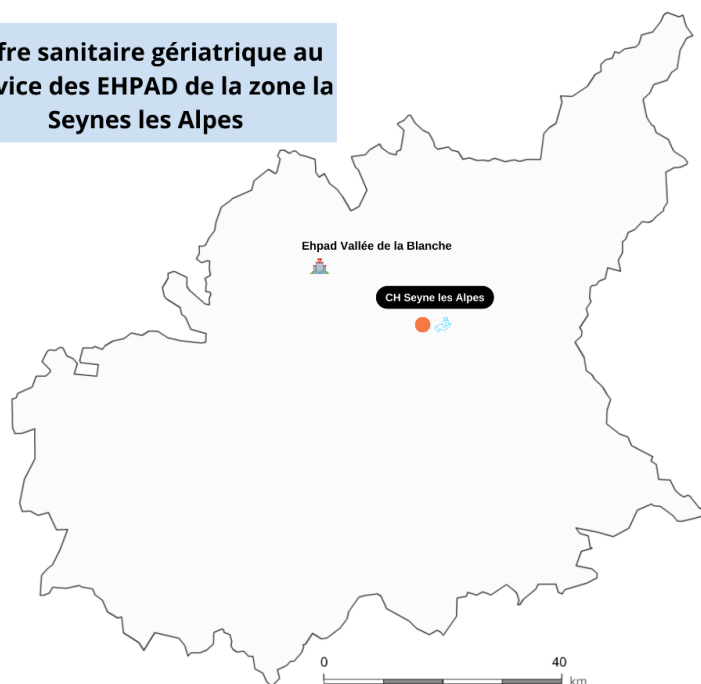 fre sanitaire gériatrique au
vice des EHPAD de la zone la
Seynes les Alpes
Ehpad Vallée de la Blanche
CH Seyne les Alpes
0 40
km